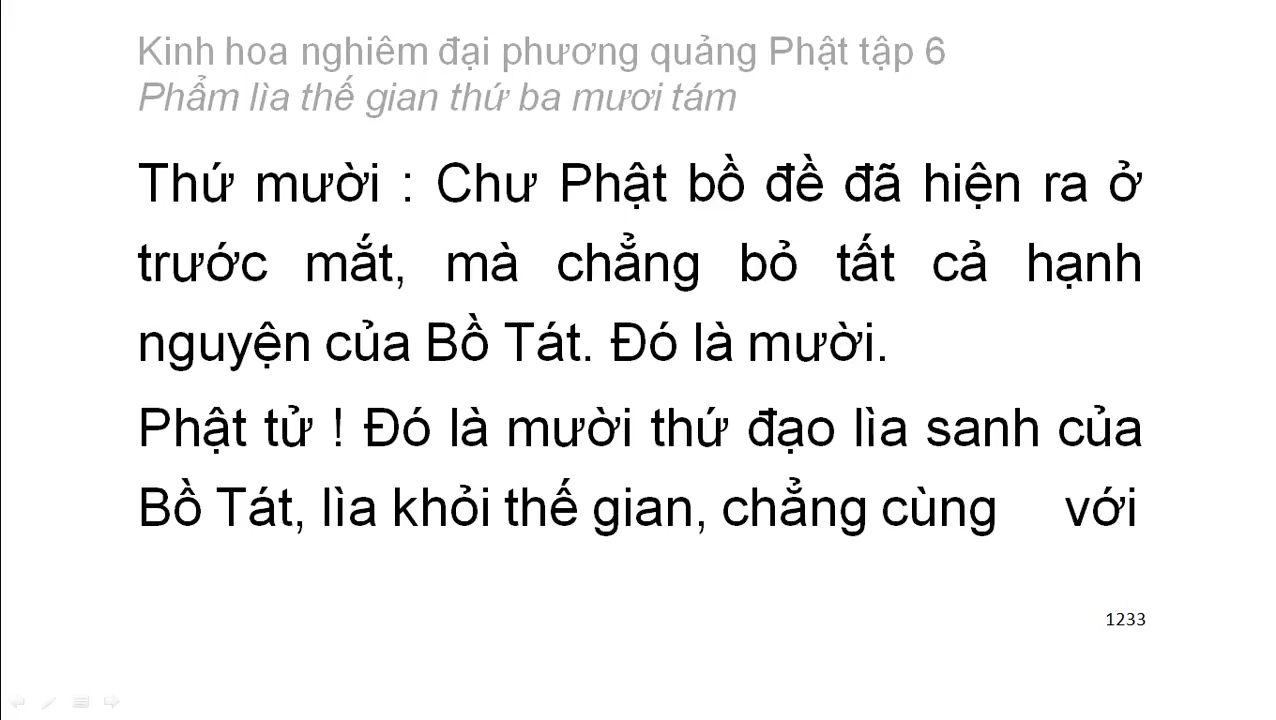 Kinh hoa nghiêm đại phương quảng Phật tập 6
Phẩm lìa thế gian thứ ba mươi tám
Thứ mười : Chư Phật bồ đề đã hiện ra ở
trước mắt, mà chẳng bỏ tất cả hạnh
nguyện của Bồ Tát. Đó là mười.
Phật tử ! Đó là mười thứ đạo lìa sanh của
Bồ Tát, lìa khỏi thế gian, chẳng cùng với
1233